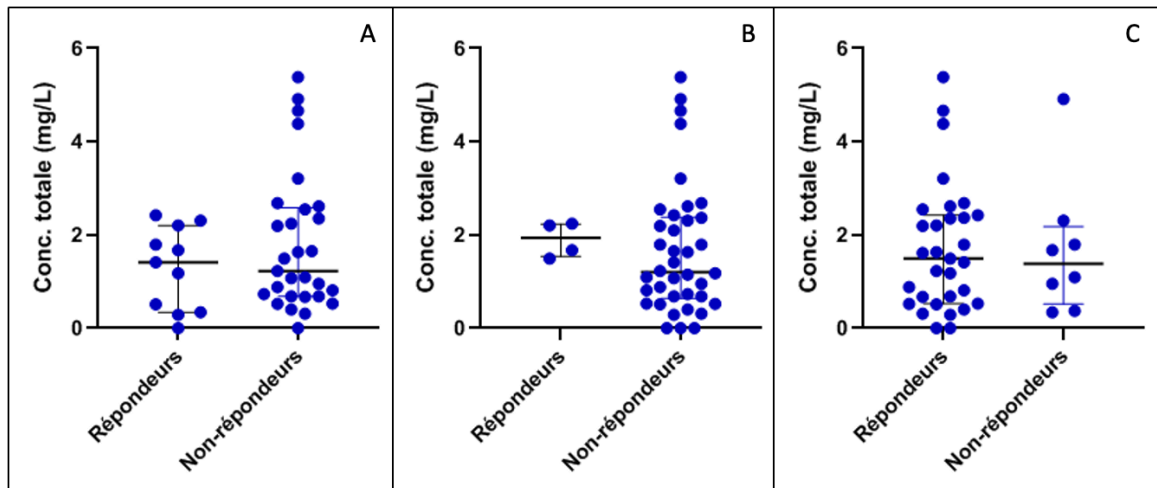 A
Conc. totale (mg/L)
6
4
2
0
Répondeurs
Non-répondeurs
B
Conc. totale (mg/L)
6
4
2
0
Répondeurs
Non-répondeurs
C
Conc. totale (mg/L)
6
4
2
0
Répondeurs
Non-répondeurs